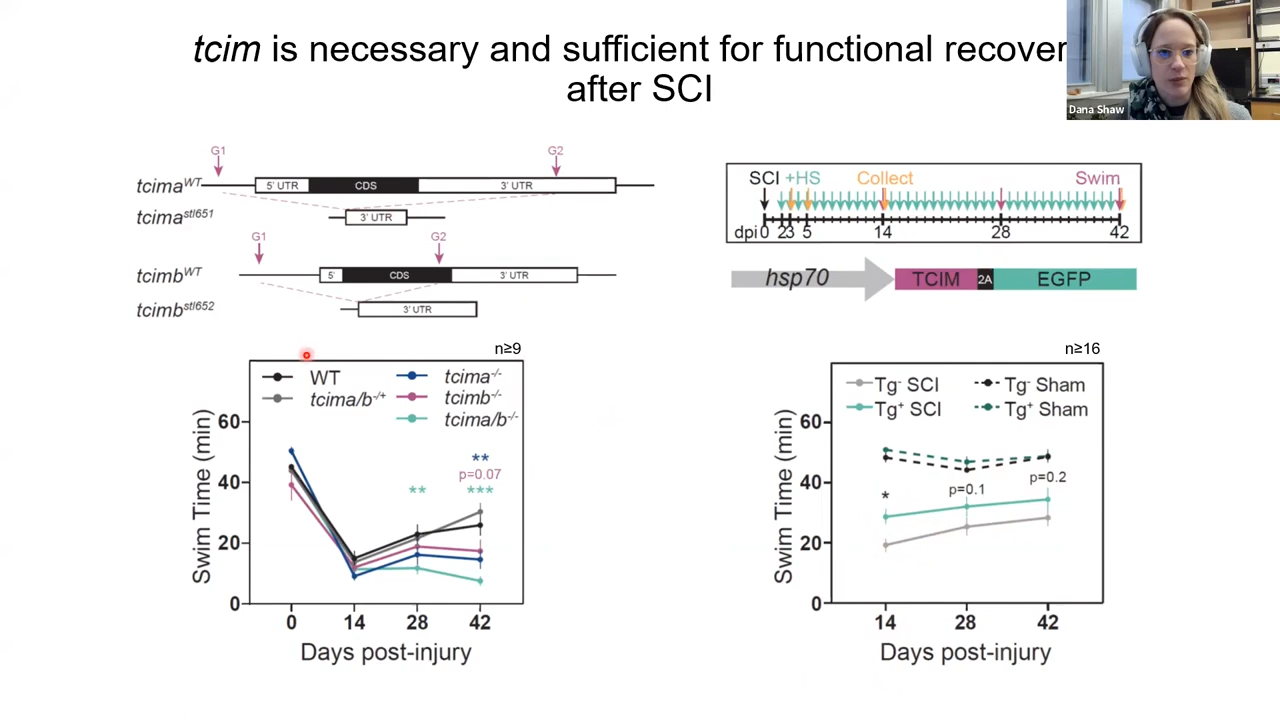 tcim is necessary and sufficient for functional recover
after SCI
Dana Shaw
G1 G2
tcima^WT 5' UTR CDS 3' UTR
tcima^stl651 3' UTR
G1 G2
tcimb^WT 5' CDS 3' UTR
tcimb^stl652 3' UTR
SCI +HS Collect Swim
dpi 0 2 3 5 14 28 42
hsp70 TCIM 2A EGFP
n≥9
WT tcima-/-
tcima/b-/+ tcimb-/-
tcima/b-/-
Swim Time (min)
60
40
20
0
**
p=0.07
** ***
0 14 28 42
Days post-injury
n≥16
Tg- SCI Tg- Sham
Tg+ SCI Tg+ Sham
Swim Time (min)
60
40
20
0
* p=0.1 p=0.2
14 28 42
Days post-injury